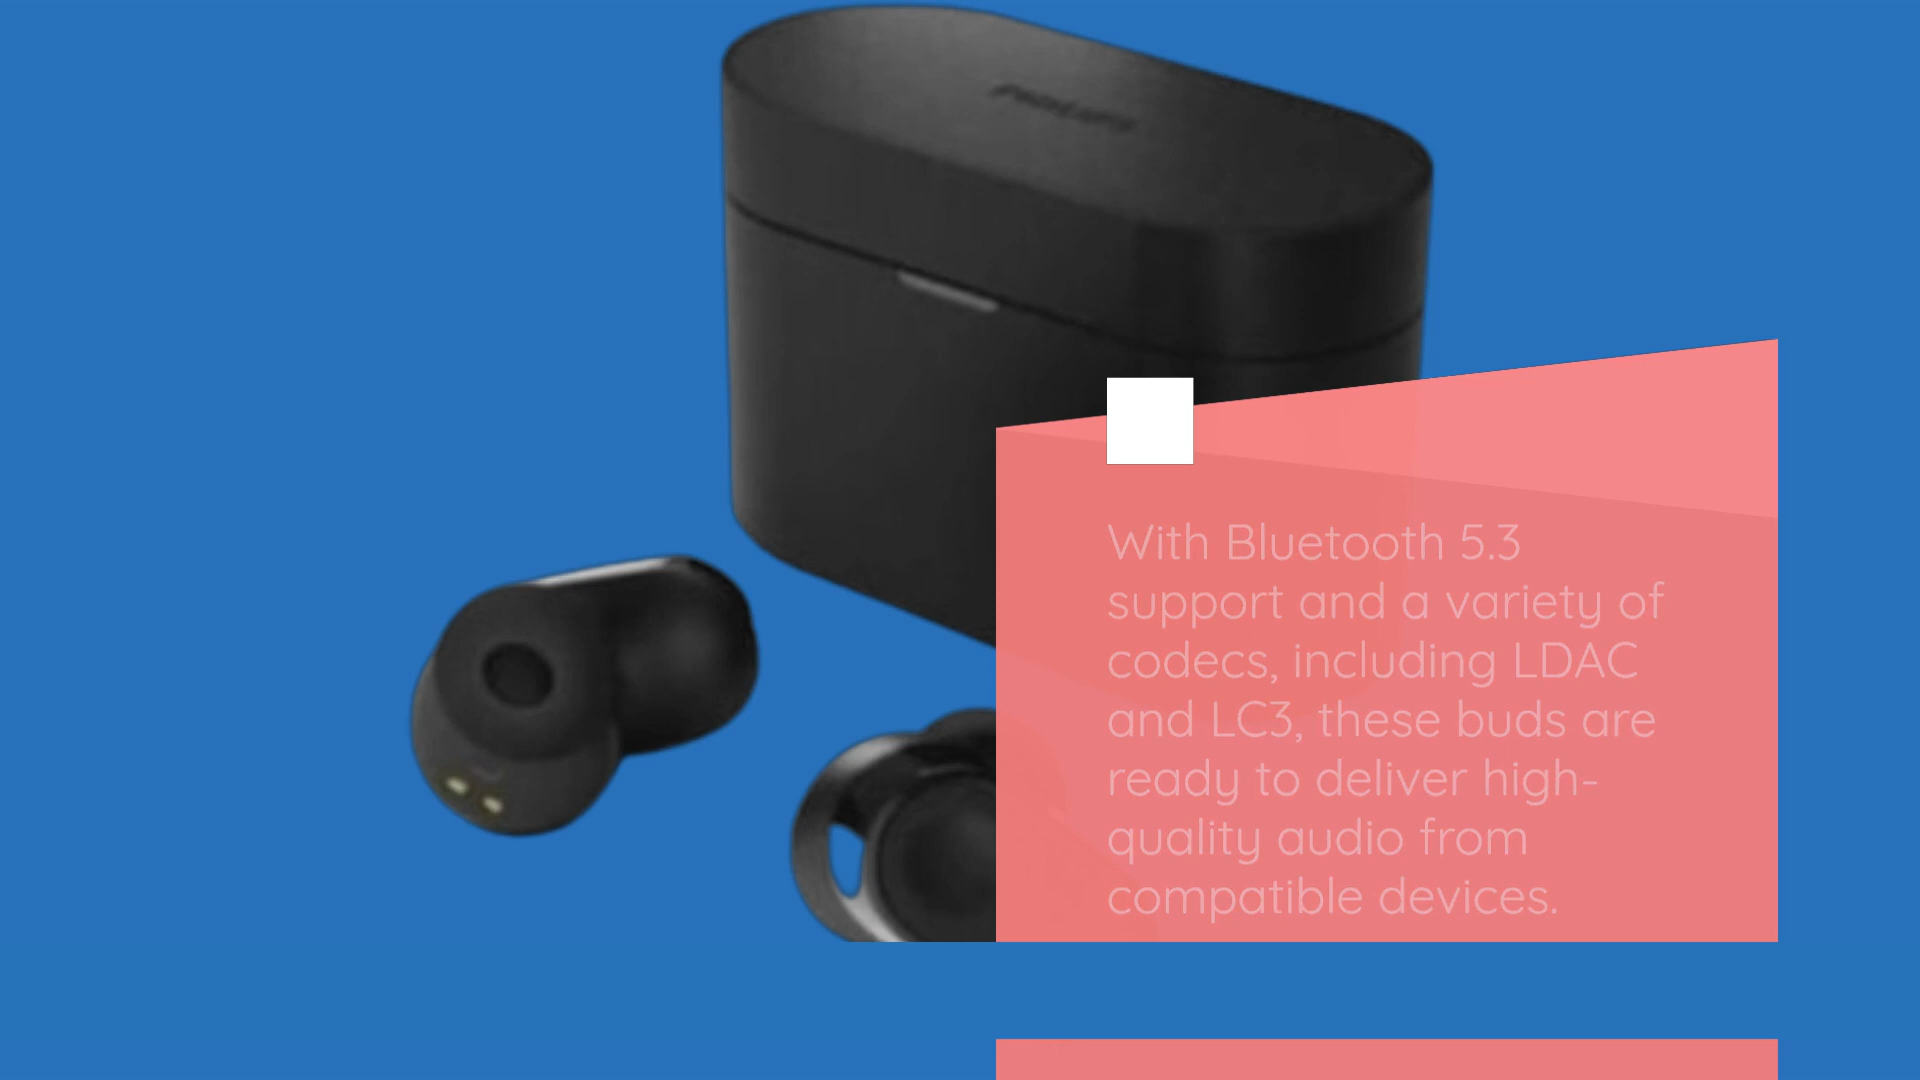 PHILIPS
With Bluetooth 5.3
support and a variety of
codecs, including LDAC
and LC3, these buds are
ready to deliver high-
quality audio from
compatible devices.